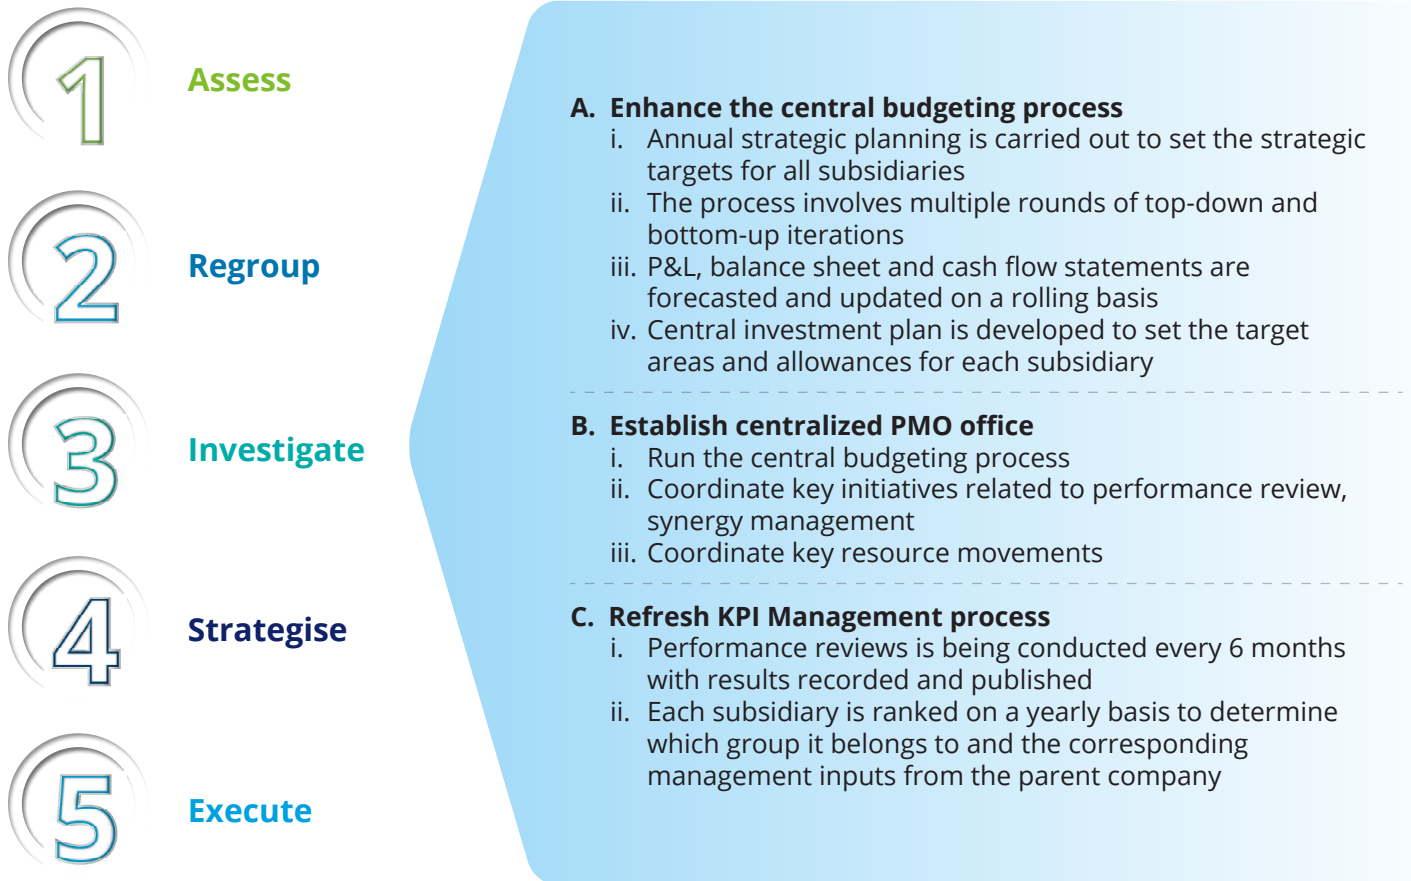 1
Assess
2
Regroup
3
Investigate
4
Strategise
5
Execute
A. Enhance the central budgeting process
i. Annual strategic planning is carried out to set the strategic
targets for all subsidiaries
ii. The process involves multiple rounds of top-down and
bottom-up iterations
iii. P&L, balance sheet and cash flow statements are
forecasted and updated on a rolling basis
iv. Central investment plan is developed to set the target
areas and allowances for each subsidiary
B. Establish centralized PMO office
i. Run the central budgeting process
ii. Coordinate key initiatives related to performance review,
synergy management
iii. Coordinate key resource movements
C. Refresh KPI Management process
i. Performance reviews is being conducted every 6 months
with results recorded and published
ii. Each subsidiary is ranked on a yearly basis to determine
which group it belongs to and the corresponding
management inputs from the parent company